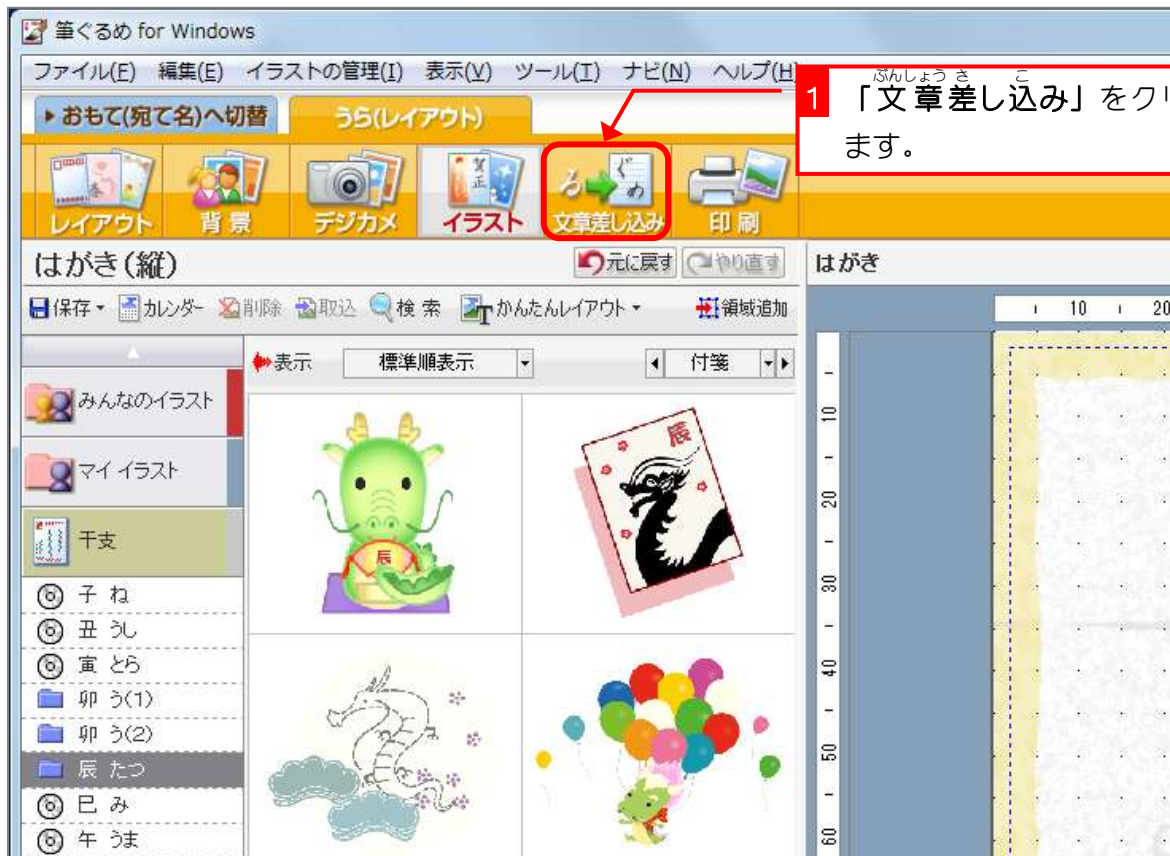 筆ぐるめ for Windows
ファイル(F) 編集(E) イラストの管理(I) 表示(V) ツール(T) ナビ(N) ヘルプ(H
1 「文章差し込み」をクリ
ぶんしょう さ こ
ます。
おもて(宛て名)へ切替 うら(レイアウト)
レイアウト 背景 デジカメ イラスト 文章差し込み 印刷
賀正
る ぐ め
はがき(縦) 元に戻す やり直す はがき
保存 カレンダー 削除 取込 検索 かんたんレイアウト 領域追加
10 20
表示 標準順表示 付箋
みんなのイラスト
マイ イラスト
干支
子 ね
丑 うし
寅 とら
卯 う(1)
卯 う(2)
辰 たつ
巳 み
午 うま
辰
辰
10
20
30
40
50
60